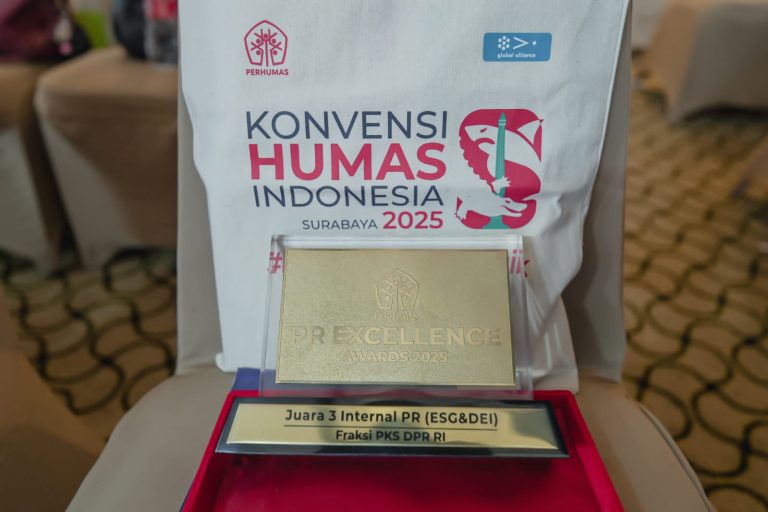 PERHUMAS
global alliance
KONVENSI
HUMAS
INDONESIA
SURABAYA 2025
#
ik
PERHUMAS
PR EXCELLENCE
AWARDS 2025
Juara 3 Internal PR (ESG&DEI)
Fraksi PKS DPR RI